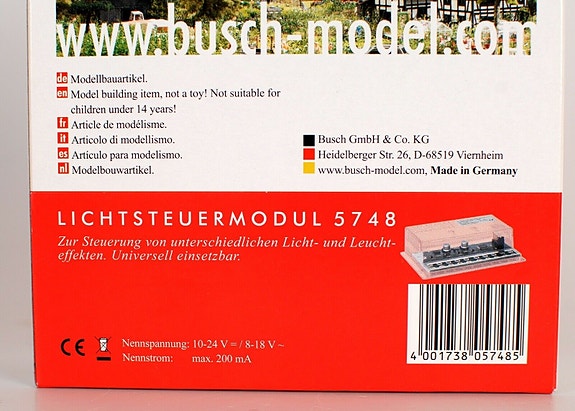 www.busch-model.com
de Modellbauartikel.
en Model building item, not a toy! Not suitable for
children under 14 years!
fr Article de modélisme.
it Articolo di modellismo.
es Artículo para modelismo.
nl Modelbouwartikel.
Busch GmbH & Co. KG
Heidelberger Str. 26, D-68519 Viernheim
www.busch-model.com, Made in Germany
LICHTSTEUERMODUL 5748
Zur Steuerung von unterschiedlichen Licht- und Leucht-
effekten. Universell einsetzbar.
CE Nennspannung: 10-24 V = / 8-18 V ~
Nennstrom: max. 200 mA
4 001738 057485